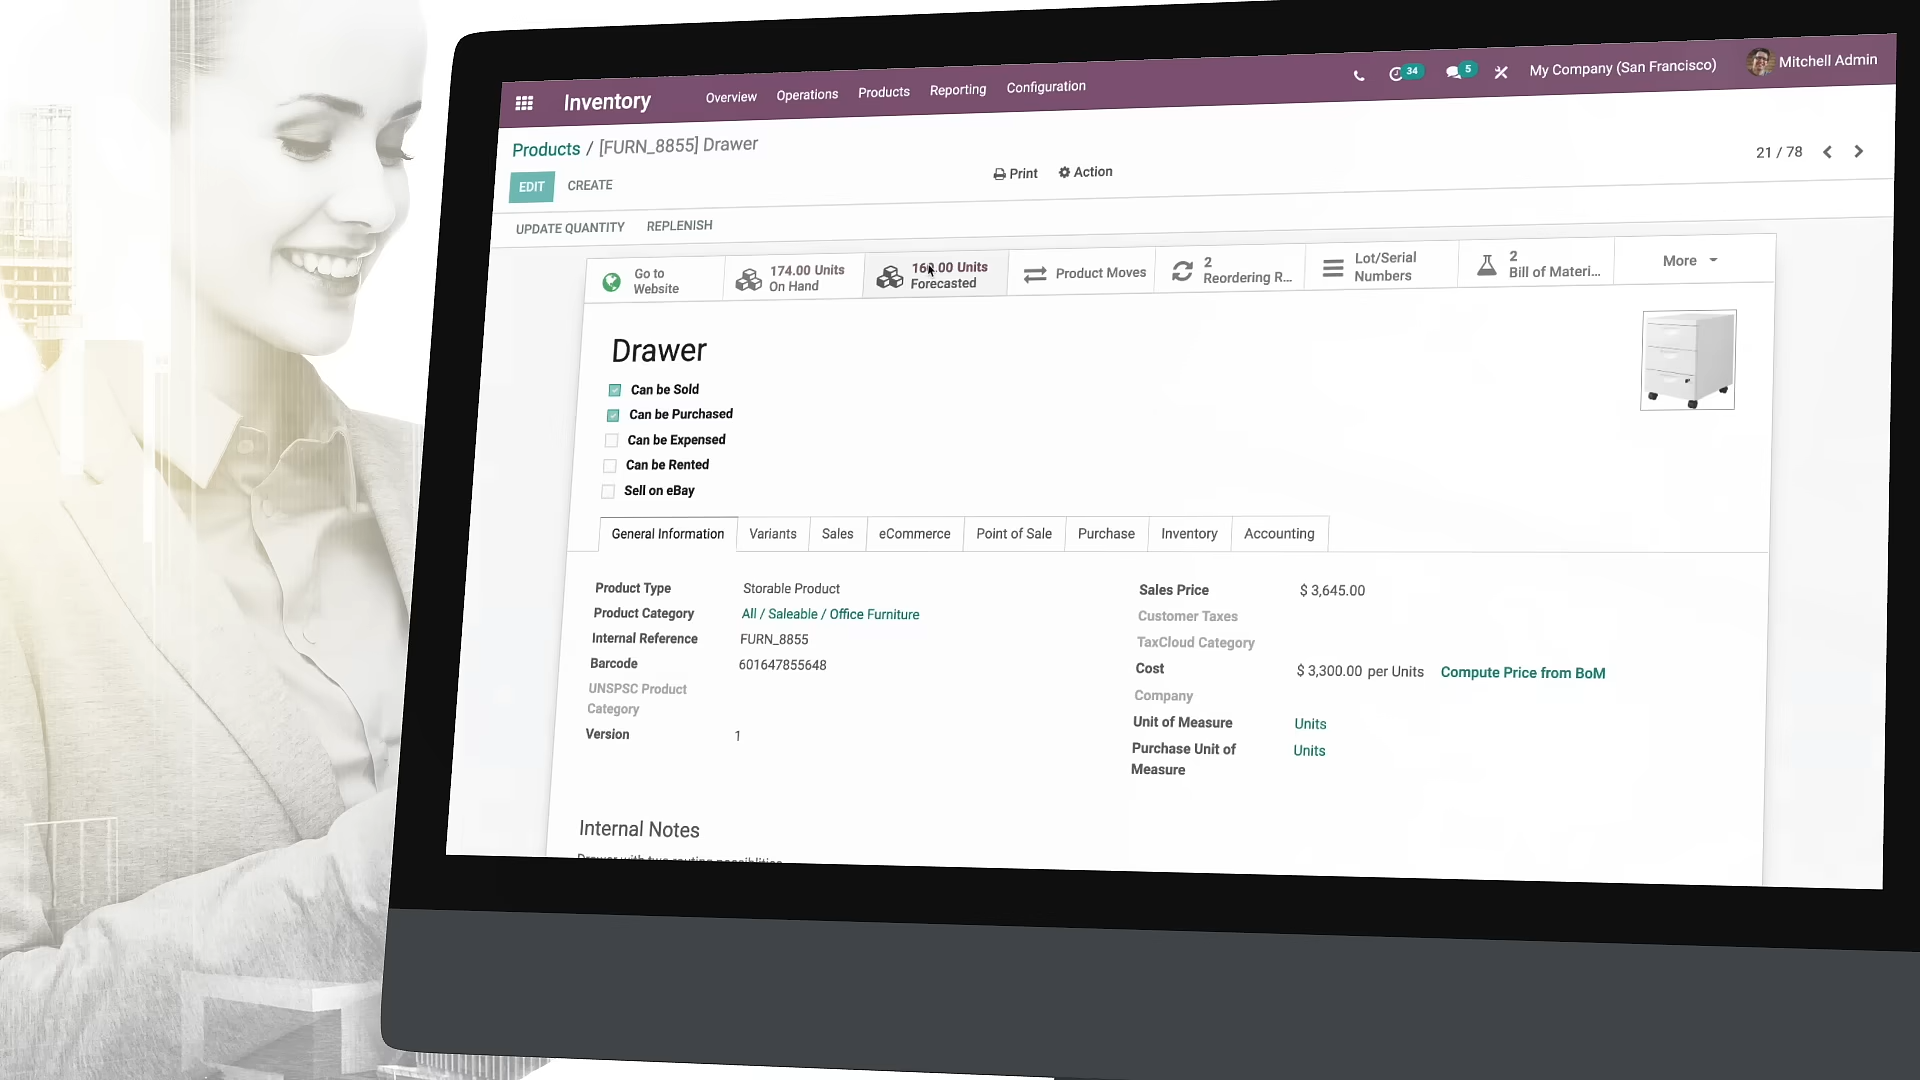 Inventory Overview Operations Products Reporting Configuration 34 5 My Company (San Francisco) Mitchell Admin
Products / [FURN_8855] Drawer
EDIT CREATE Print Action 21 / 78
UPDATE QUANTITY REPLENISH
Go to Website
174.00 Units On Hand
Units Forecasted
Product Moves
2 Reordering R...
Lot/Serial Numbers
2 Bill of Materi...
More
Drawer
Can be Sold
Can be Purchased
Can be Expensed
Can be Rented
Sell on eBay
General Information Variants Sales eCommerce Point of Sale Purchase Inventory Accounting
Product Type Storable Product
Product Category All / Saleable / Office Furniture
Internal Reference FURN_8855
Barcode 601647855648
UNSPSC Product
Category
Version 1
Sales Price $ 3,645.00
Customer Taxes
TaxCloud Category
Cost $ 3,300.00 per Units Compute Price from BoM
Company
Unit of Measure Units
Purchase Unit of Units
Measure
Internal Notes